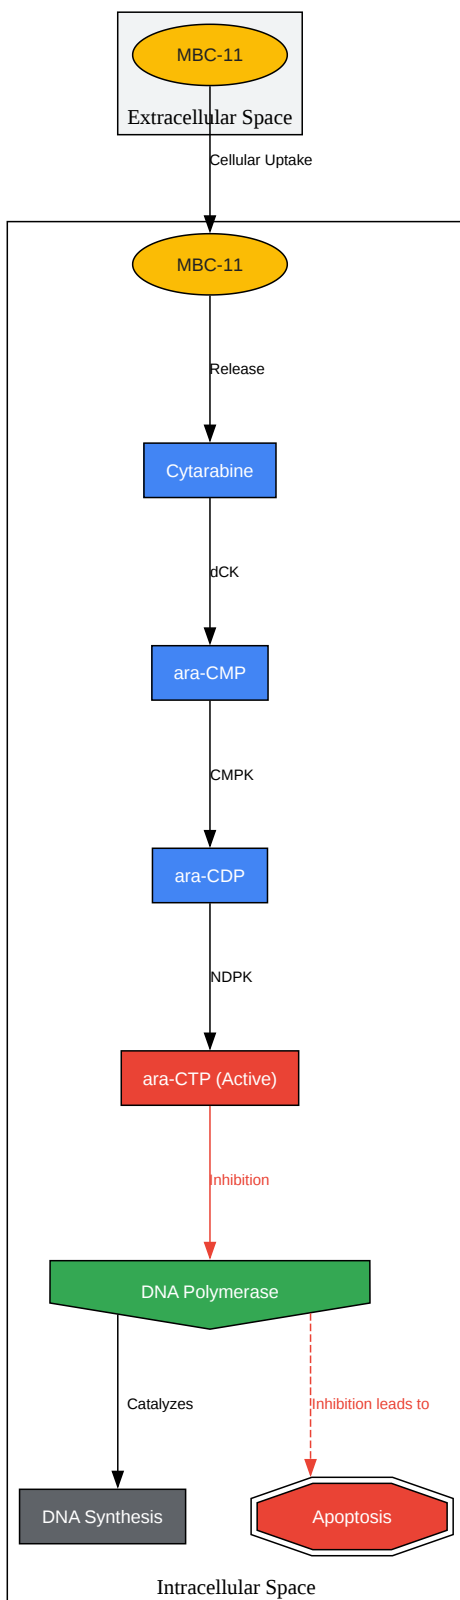 MBC-11
Extracellular Space
Cellular Uptake
MBC-11
Release
Cytarabine
dCK
ara-CMP
CMPK
ara-CDP
NDPK
ara-CTP (Active)
Inhibition
DNA Polymerase
Catalyzes
Inhibition leads to
DNA Synthesis
Apoptosis
Intracellular Space